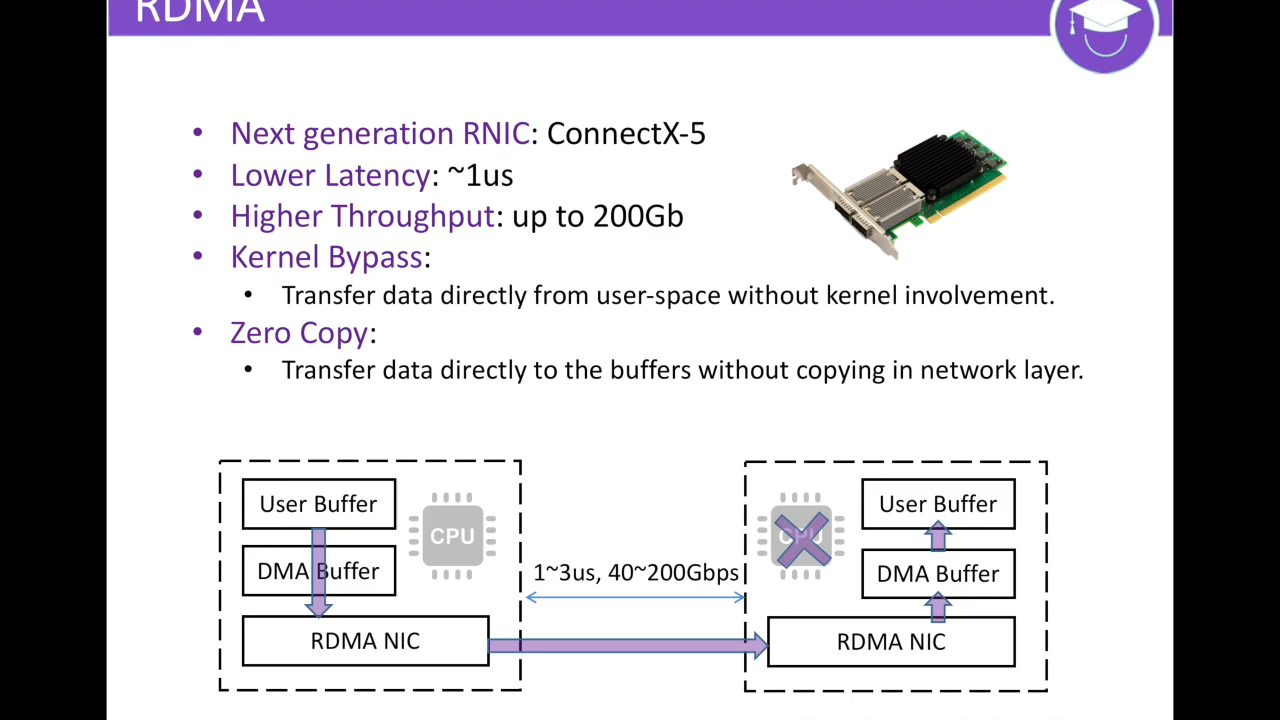 RDMA
• Next generation RNIC: ConnectX-5
• Lower Latency: ~1us
• Higher Throughput: up to 200Gb
• Kernel Bypass:
• Transfer data directly from user-space without kernel involvement.
• Zero Copy:
• Transfer data directly to the buffers without copying in network layer.
User Buffer
DMA Buffer
CPU
RDMA NIC
1~3us, 40~200Gbps
CPU
User Buffer
DMA Buffer
RDMA NIC